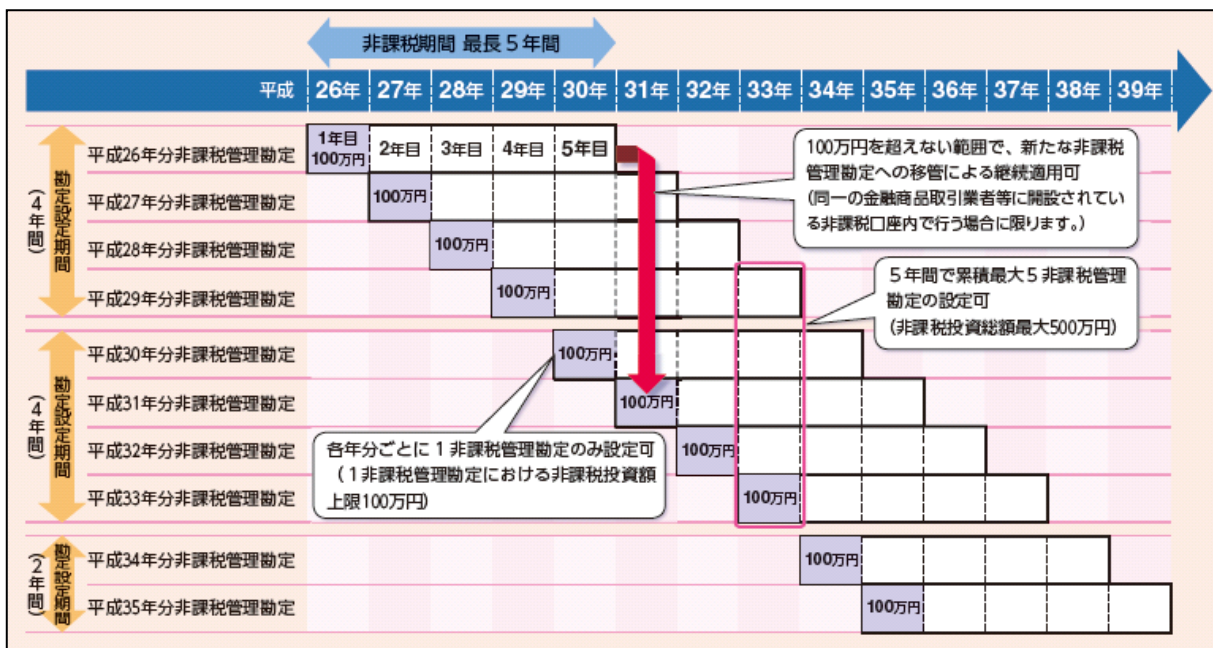 非課税期間 最長5年間
平成 26年 27年 28年 29年 30年 31年 32年 33年 34年 35年 36年 37年 38年 39年
勘定設定期間
(4年間)
平成26年分非課税管理勘定
1年目
100万円
2年目 3年目 4年目 5年目
100万円を超えない範囲で、新たな非課税
管理勘定への移管による継続適用可
(同一の金融商品取引業者等に開設されてい
る非課税口座内で行う場合に限ります。)
平成27年分非課税管理勘定
100万円
平成28年分非課税管理勘定
100万円
平成29年分非課税管理勘定
100万円
5年間で累積最大5非課税管理
勘定の設定可
(非課税投資総額最大500万円)
勘定設定期間
(4年間)
平成30年分非課税管理勘定
100万円
平成31年分非課税管理勘定
100万円
平成32年分非課税管理勘定
100万円
平成33年分非課税管理勘定
100万円
各年分ごとに1非課税管理勘定のみ設定可
(1非課税管理勘定における非課税投資額
上限100万円)
勘定設定期間
(2年間)
平成34年分非課税管理勘定
100万円
平成35年分非課税管理勘定
100万円